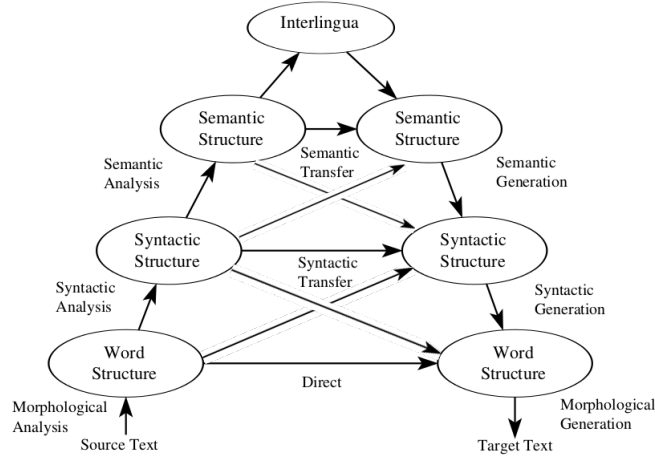 Interlingua
Semantic
Structure
Semantic
Structure
Semantic
Transfer
Semantic
Analysis
Semantic
Generation
Syntactic
Structure
Syntactic
Structure
Syntactic
Transfer
Syntactic
Analysis
Syntactic
Generation
Word
Structure
Word
Structure
Direct
Morphological
Analysis
Morphological
Generation
Source Text
Target Text